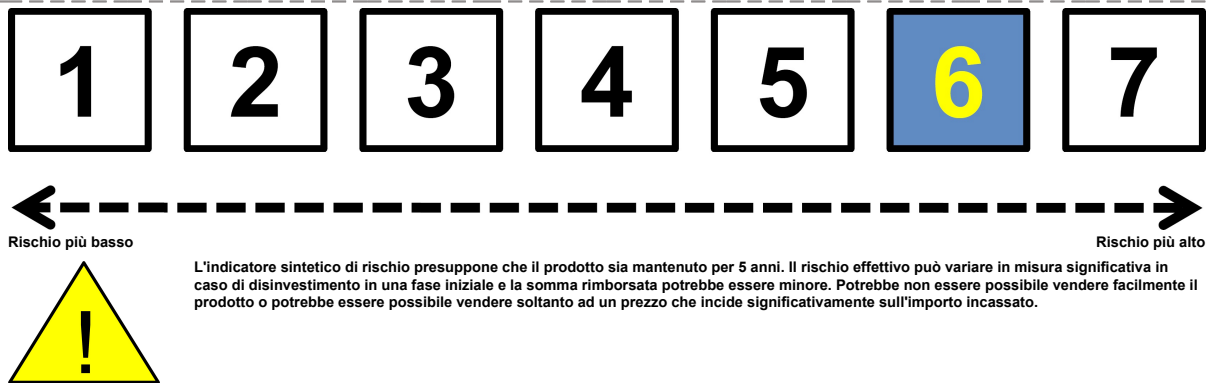 1 2 3 4 5 6 7
Rischio più basso Rischio più alto
L'indicatore sintetico di rischio presuppone che il prodotto sia mantenuto per 5 anni. Il rischio effettivo può variare in misura significativa in
caso di disinvestimento in una fase iniziale e la somma rimborsata potrebbe essere minore. Potrebbe non essere possibile vendere facilmente il
prodotto o potrebbe essere possibile vendere soltanto ad un prezzo che incide significativamente sull'importo incassato.
!